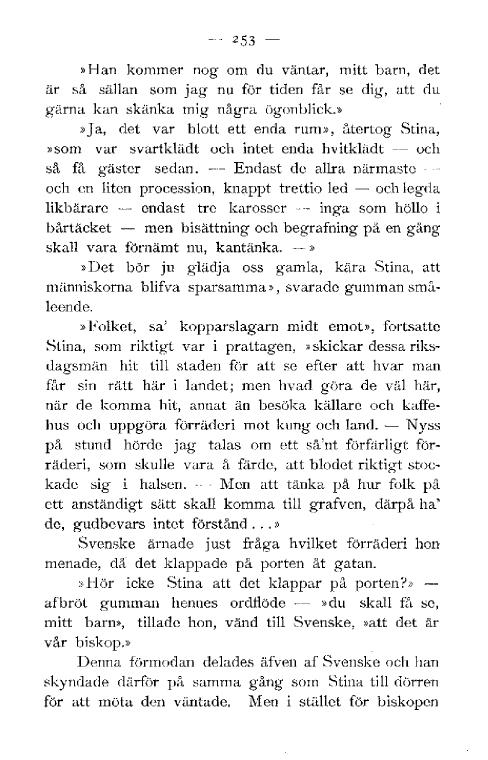 — 253 —
»Han kommer nog om du väntar, mitt barn, det
är så sällan som jag nu för tiden får se dig, att du
gärna kan skänka mig några ögonblick.»
»Ja, det var blott ett enda rum», återtog Stina,
»som var svartklädt och intet enda hvitklädt — och
så få gäster sedan. — Endast de allra närmaste —
och en liten procession, knappt trettio led — och legda
likbärare — endast tre karosser — inga som höllo i
bårtäcket — men bisättning och begrafning på en gång
skall vara förnämt nu, kantänka. — »
»Det bör ju glädja oss gamla, kära Stina, att
människorna blifva sparsamma», svarade gumman små-
leende.
»Folket, sa' kopparslagarn midt emot», fortsatte
Stina, som riktigt var i prattagen, »skickar dessa riks-
dagsmän hit till staden för att se efter att hvar man
får sin rätt här i landet; men hvad göra de väl här,
när de komma hit, annat än besöka källare och kaffe-
hus och uppgöra förräderi mot kung och land. — Nyss
på stund hörde jag talas om ett så'nt förfärligt för-
räderi, som skulle vara å färde, att blodet riktigt stoc-
kade sig i halsen. — Men att tänka på hur folk på
ett anständigt sätt skall komma till grafven, därpå ha'
de, gudbevars intet förstånd . . .»
Svenske ärnade just fråga hvilket förräderi hon
menade, då det klappade på porten åt gatan.
»Hör icke Stina att det klappar på porten?» —
afbröt gumman hennes ordflöde — »du skall få se,
mitt barn», tillade hon, vänd till Svenske, »att det är
vår biskop.»
Denna förmodan delades äfven af Svenske och han
skyndade därför på samma gång som Stina till dörren
för att möta den väntade. Men i stället för biskopen